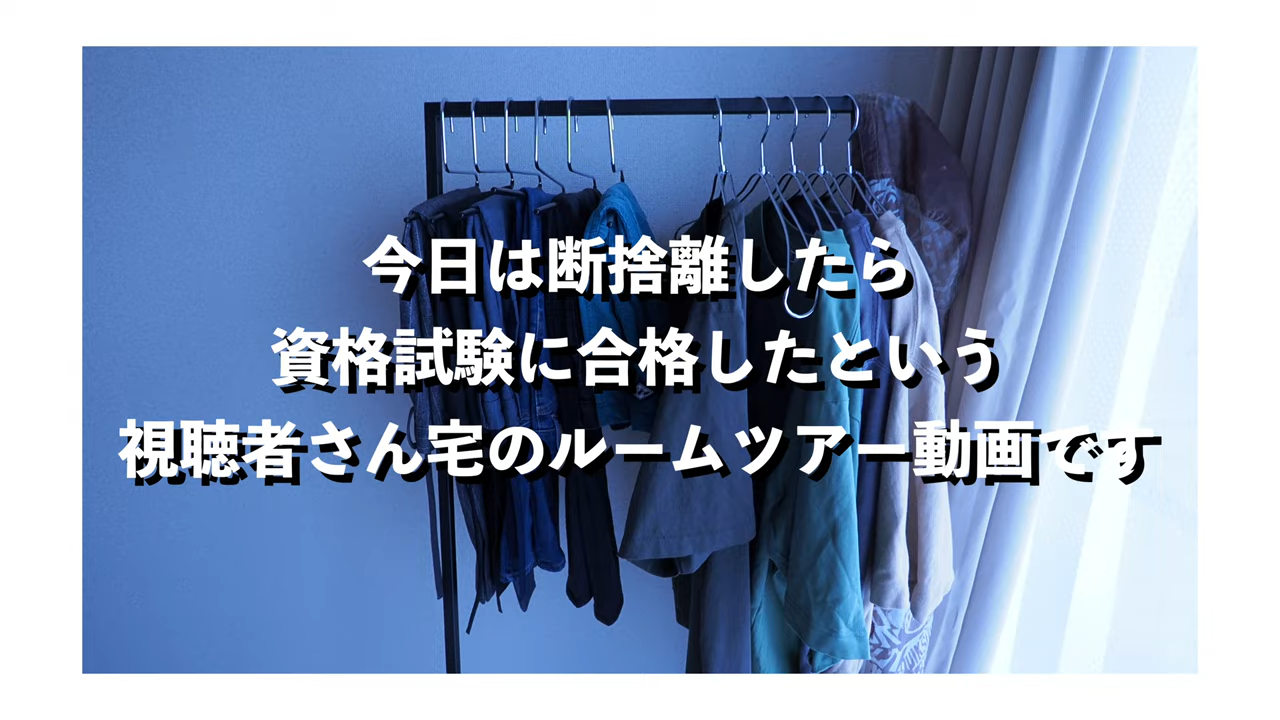 今日は断捨離したら
資格試験に合格したという
視聴者さん宅のルームツアー動画です